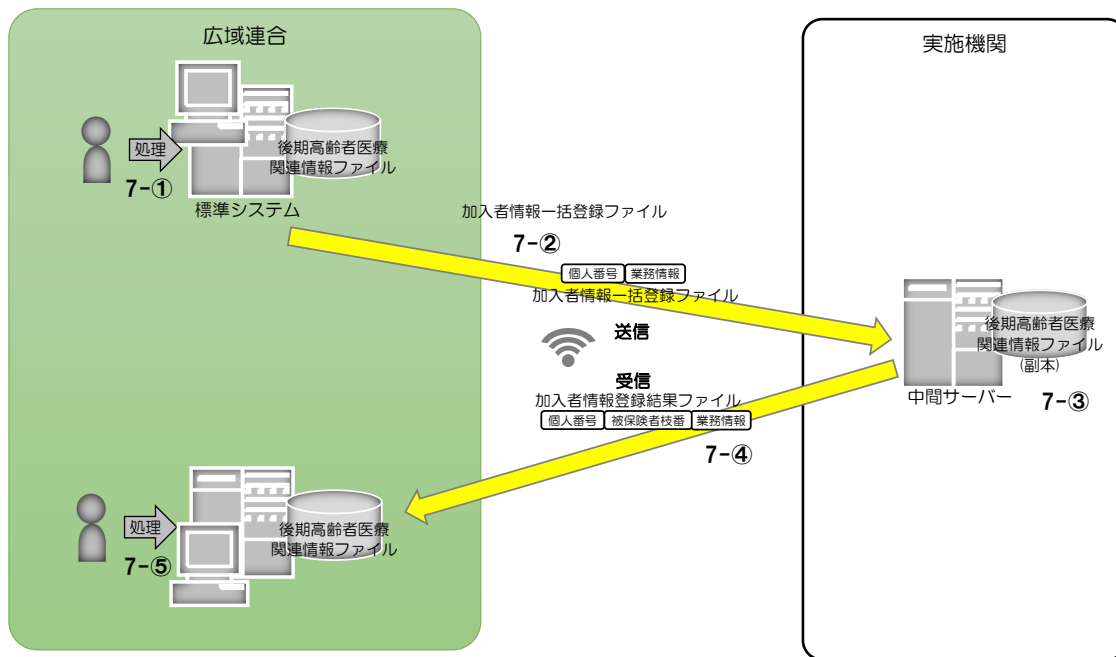 広域連合
処理
7-①
後期高齢者医療
関連情報ファイル
標準システム
加入者情報一括登録ファイル
7-②
個人番号 業務情報
加入者情報一括登録ファイル
送信
受信
加入者情報登録結果ファイル
個人番号 被保険者枝番 業務情報
7-④
実施機関
後期高齢者医療
関連情報ファイル
(副本)
中間サーバー
7-③
処理
7-⑤
後期高齢者医療
関連情報ファイル